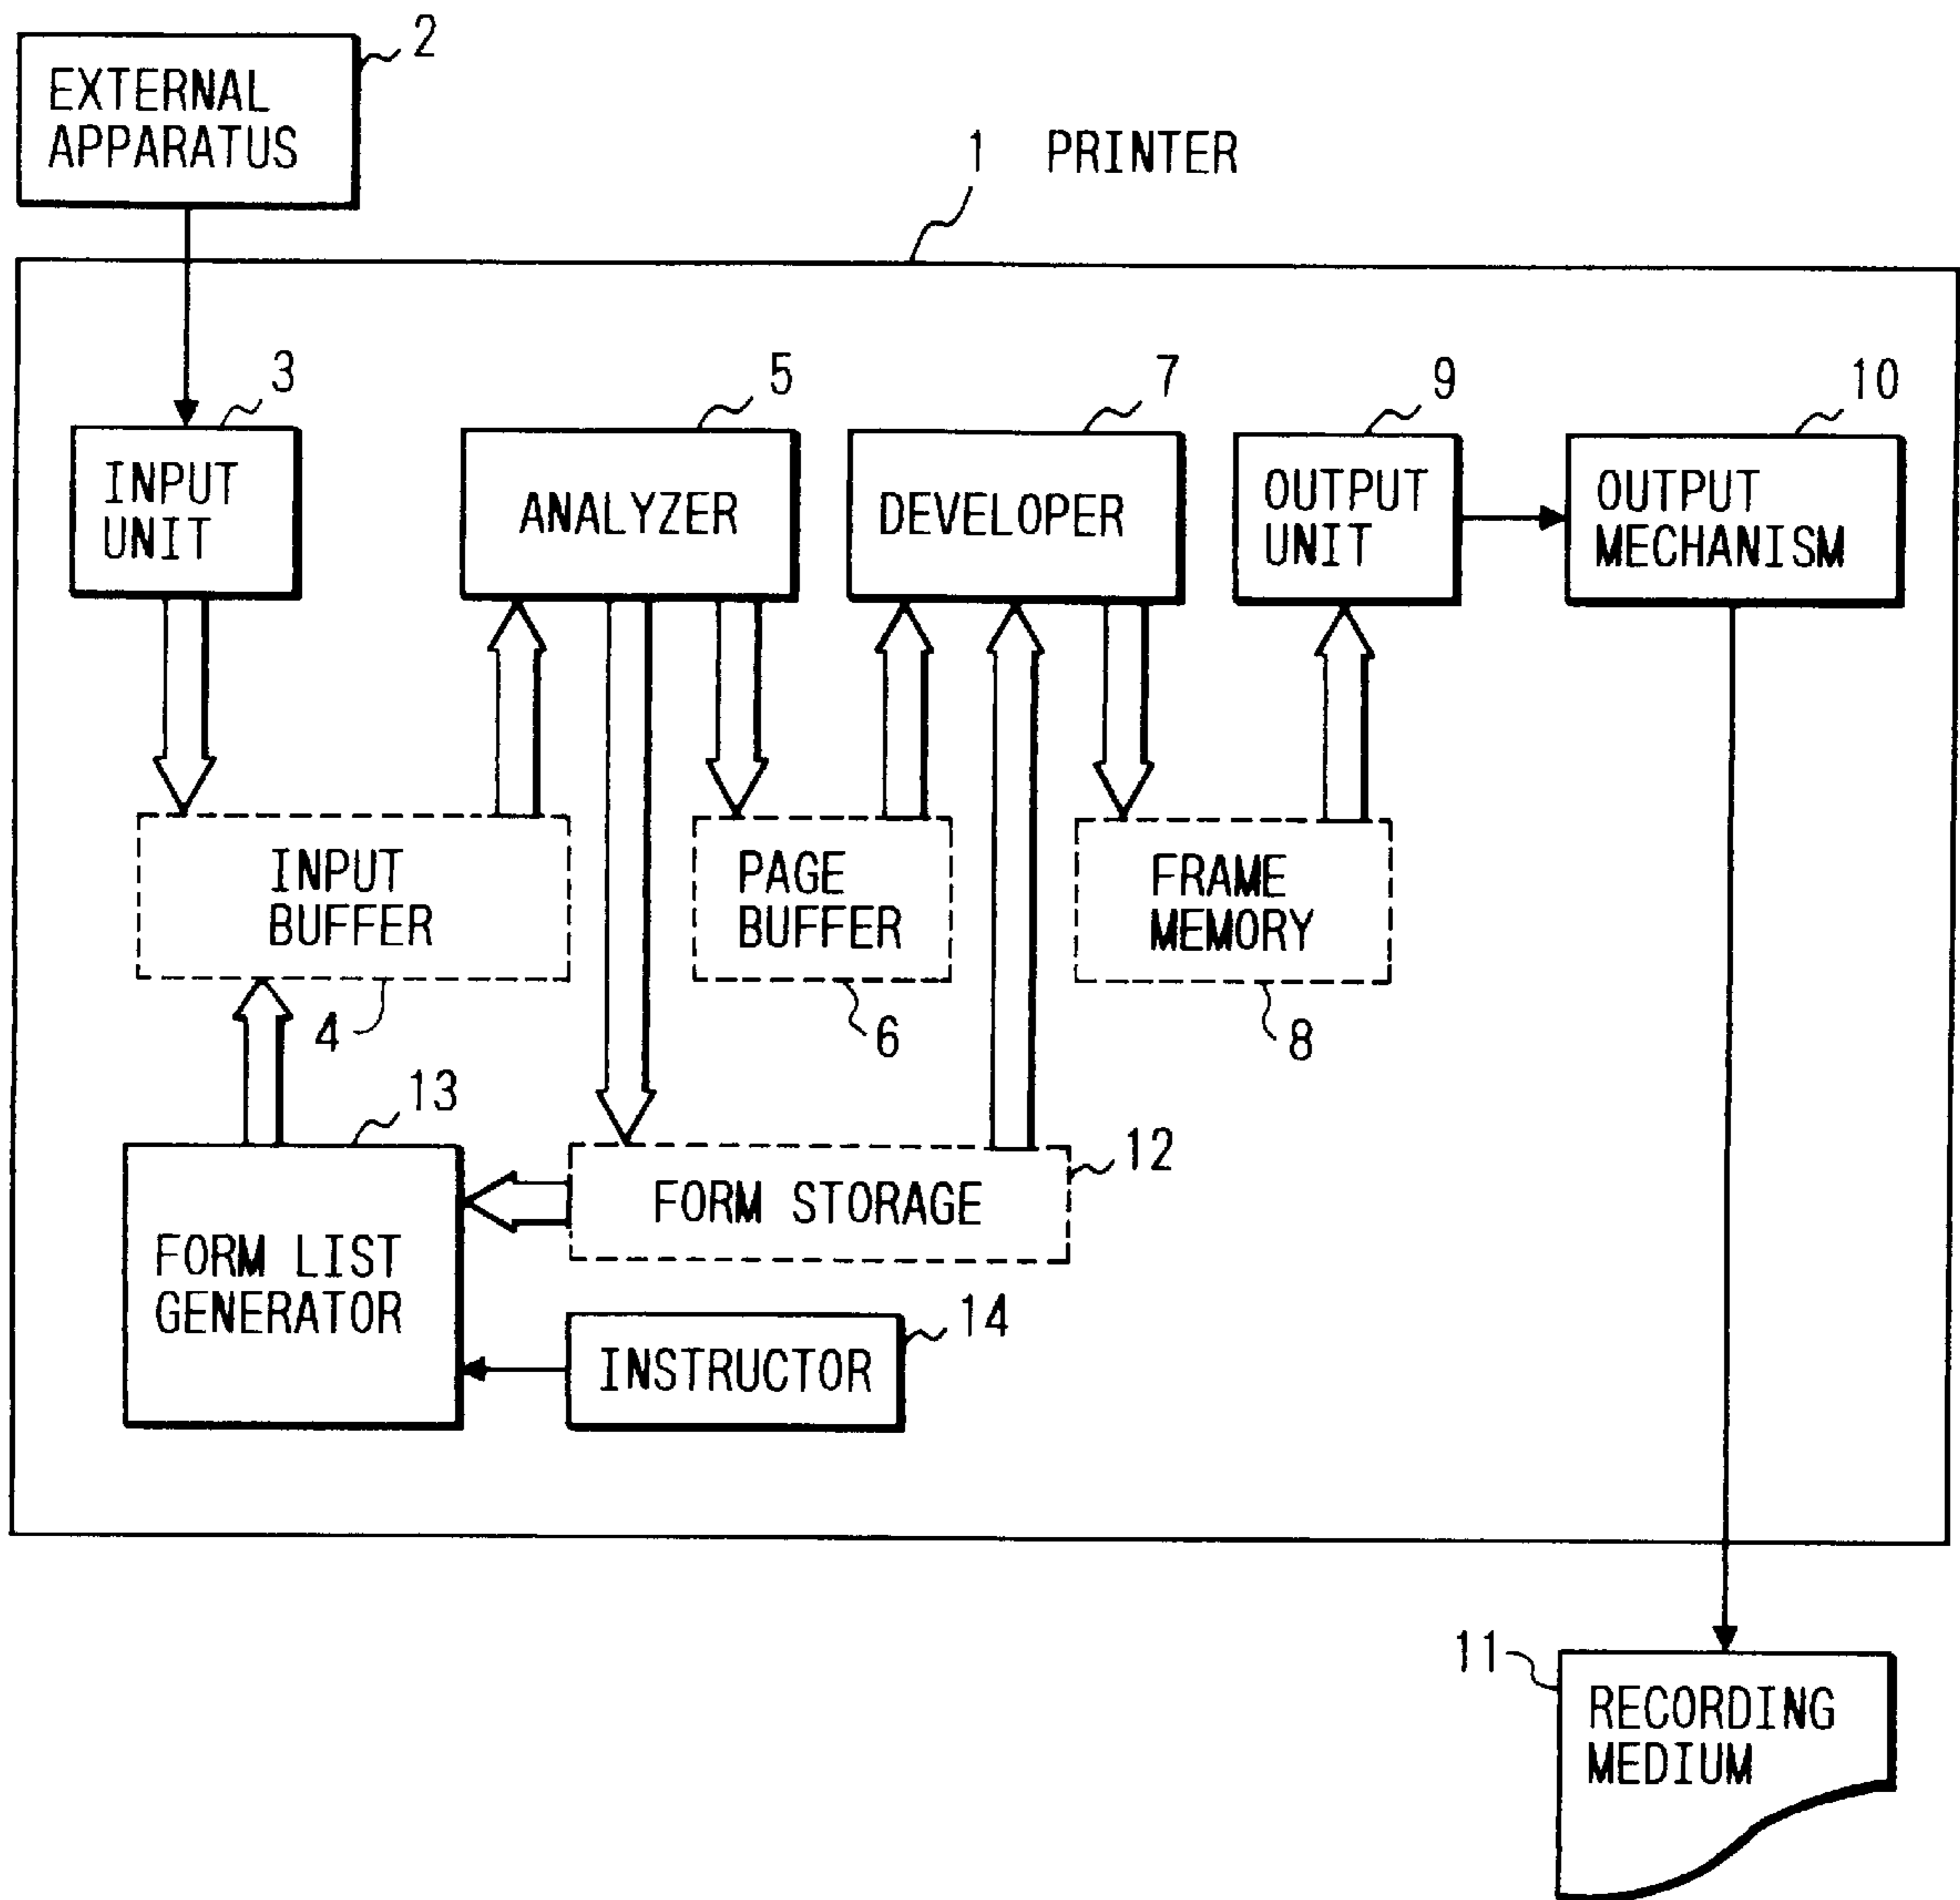 2
EXTERNAL
APPARATUS
1 PRINTER
3
5
7
9
10
INPUT
UNIT
ANALYZER
DEVELOPER
OUTPUT
UNIT
OUTPUT
MECHANISM
INPUT
BUFFER
PAGE
BUFFER
FRAME
MEMORY
4
6
8
13
12
FORM STORAGE
FORM LIST
GENERATOR
14
INSTRUCTOR
11
RECORDING
MEDIUM